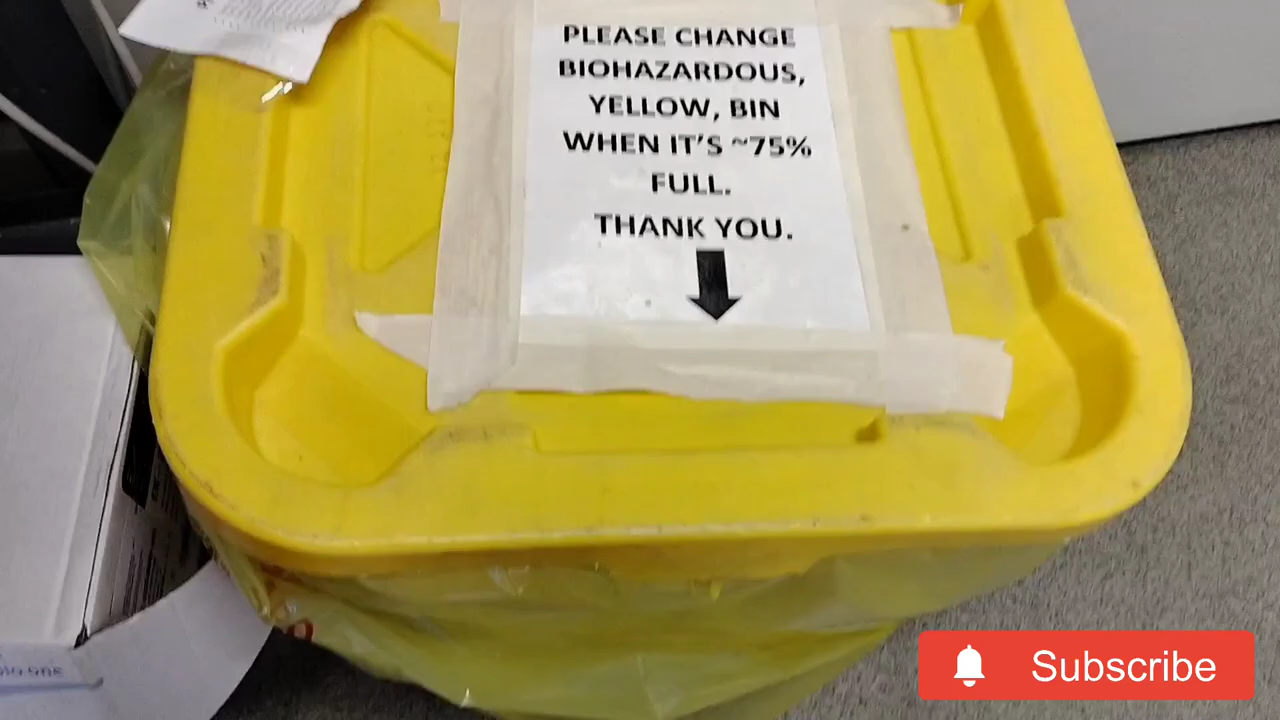 PLEASE CHANGE
BIOHAZARDOUS,
YELLOW, BIN
WHEN IT'S ~75%
FULL.
THANK YOU.
Subscribe